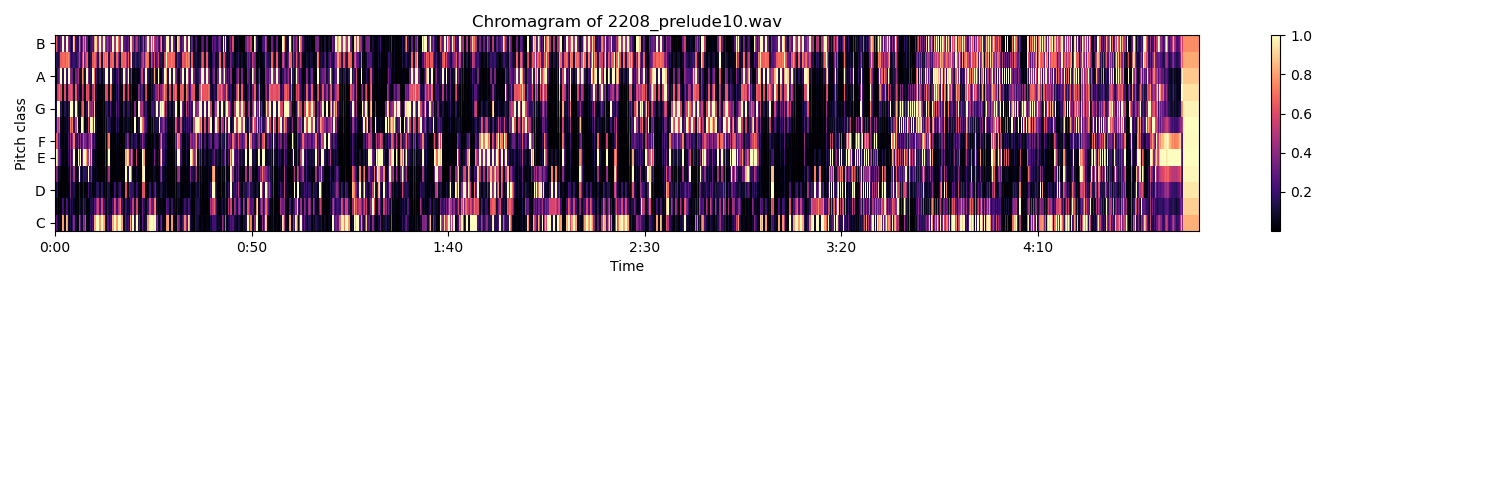 Chromagram of 2208_prelude10.wav
B
A
G
F
E
D
C
Pitch class
0:00 0:50 1:40 2:30 3:20 4:10
Time
1.0
0.8
0.6
0.4
0.2